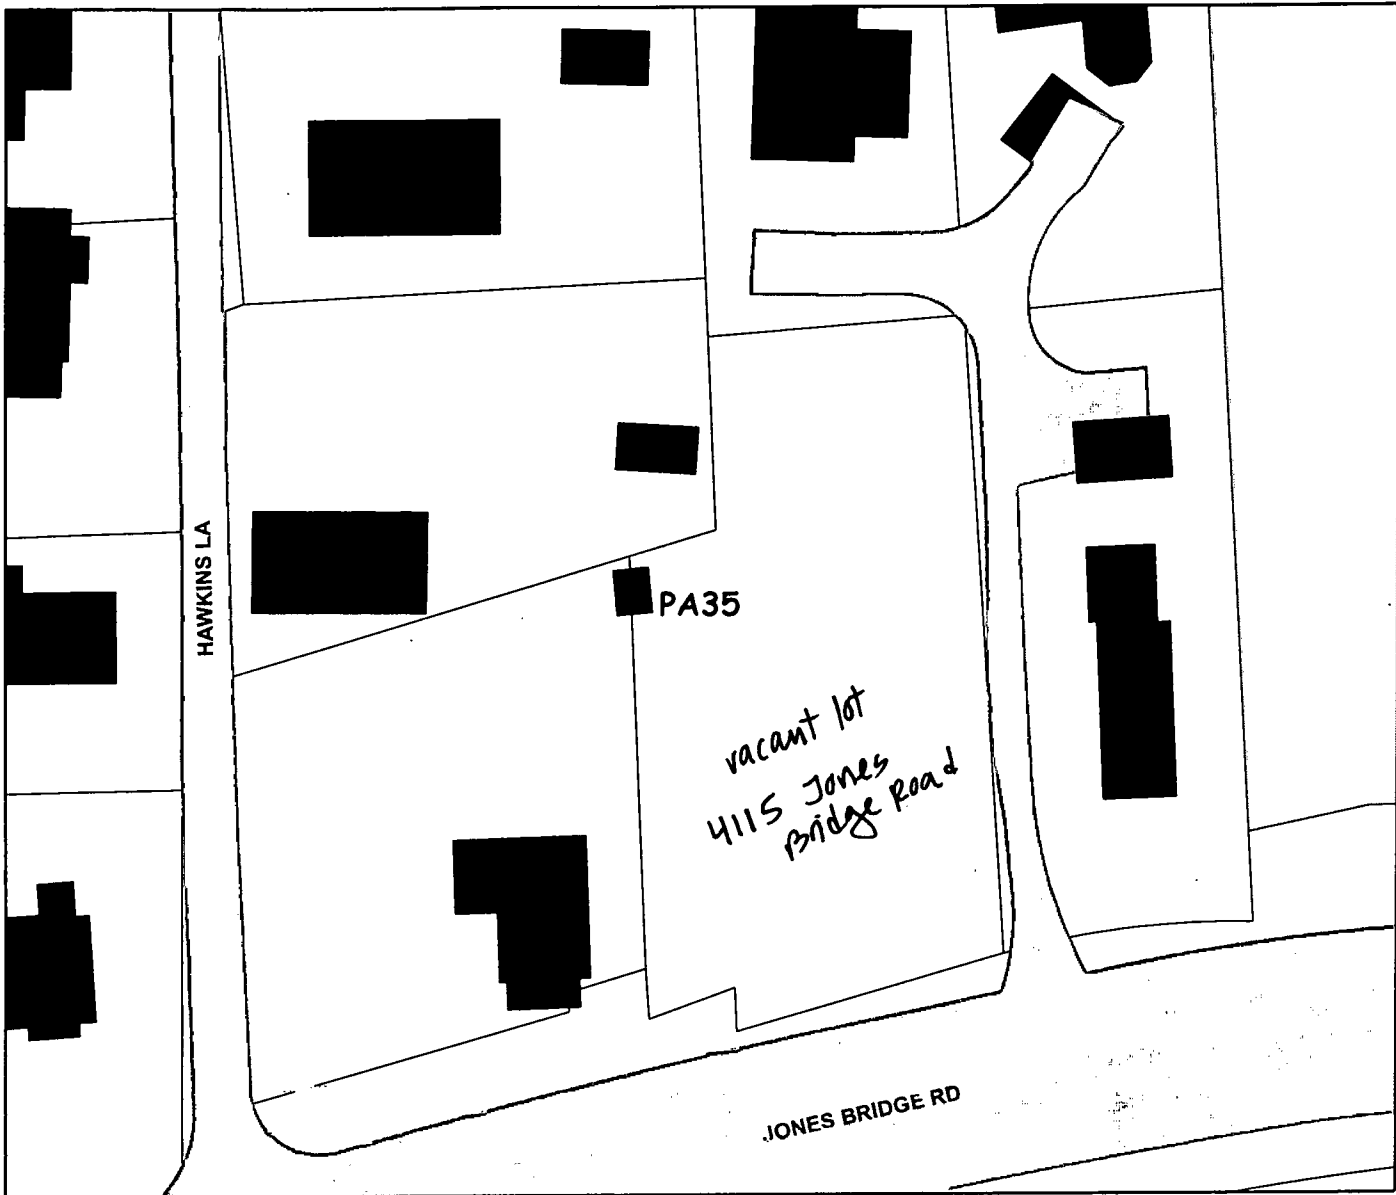 HAWKINS LA
PA35
vacant lot
4115 Jones
Bridge Road
JONES BRIDGE RD